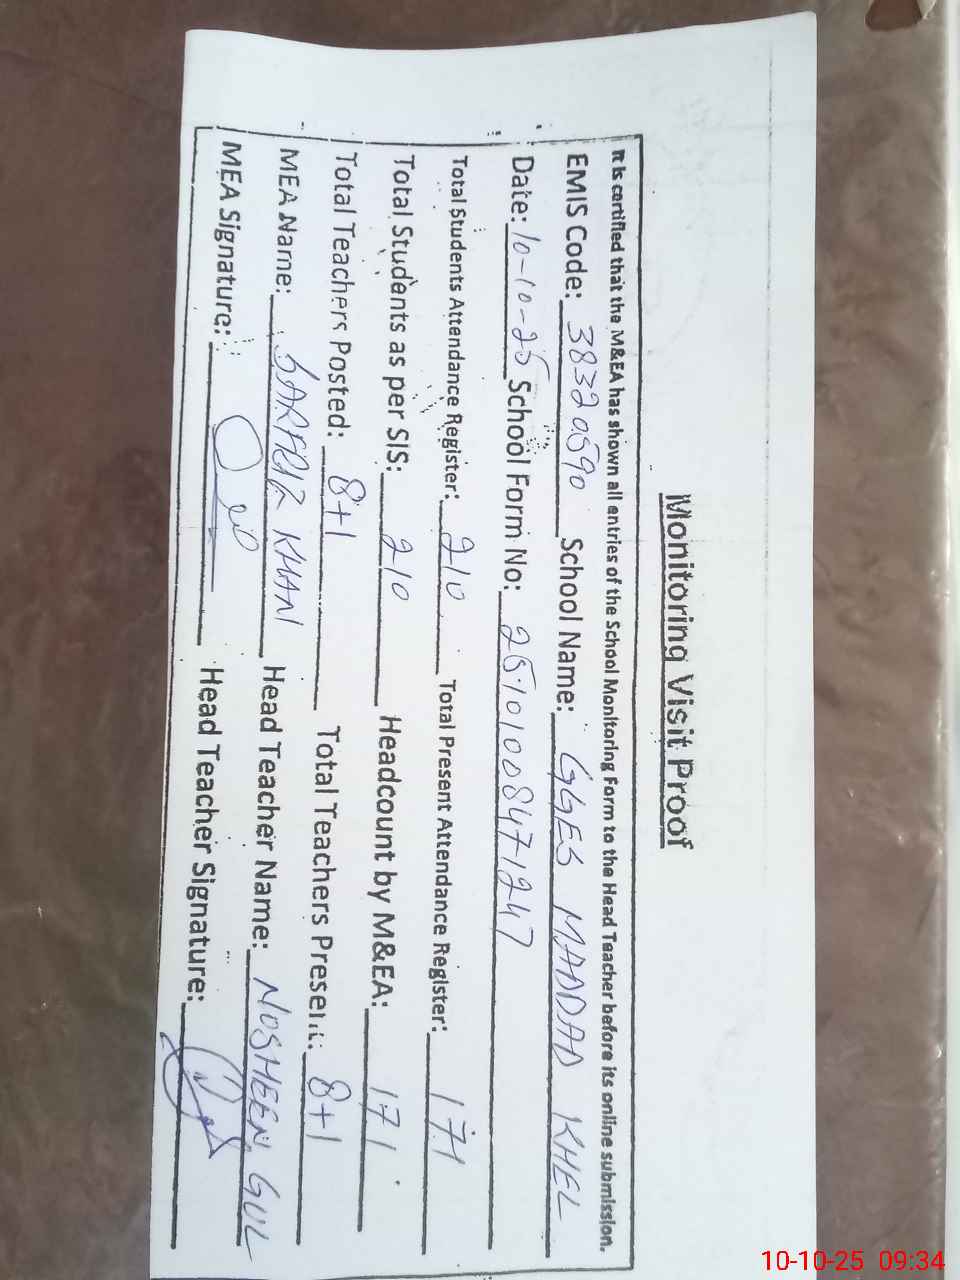 Monitoring Visit Proof
It is certified that the M&EA has shown all entries of the School Monitoring Form to the Head Teacher before its online submission.
EMIS Code: 38320590 School Name: GGES MADDAD KHEL
Date: 10-10-25 School Form No: 25101008471247
Total Students Attendance Register: 210 Total Present Attendance Register: 171
Total Students as per SIS: 210 Headcount by M&EA: 171
Total Teachers Posted: 8+1 Total Teachers Present: 8+1
MEA Name: SARFRIZ KHAN Head Teacher Name: NOSHEEN GUL
MEA Signature: Head Teacher Signature:
10-10-25 09:34